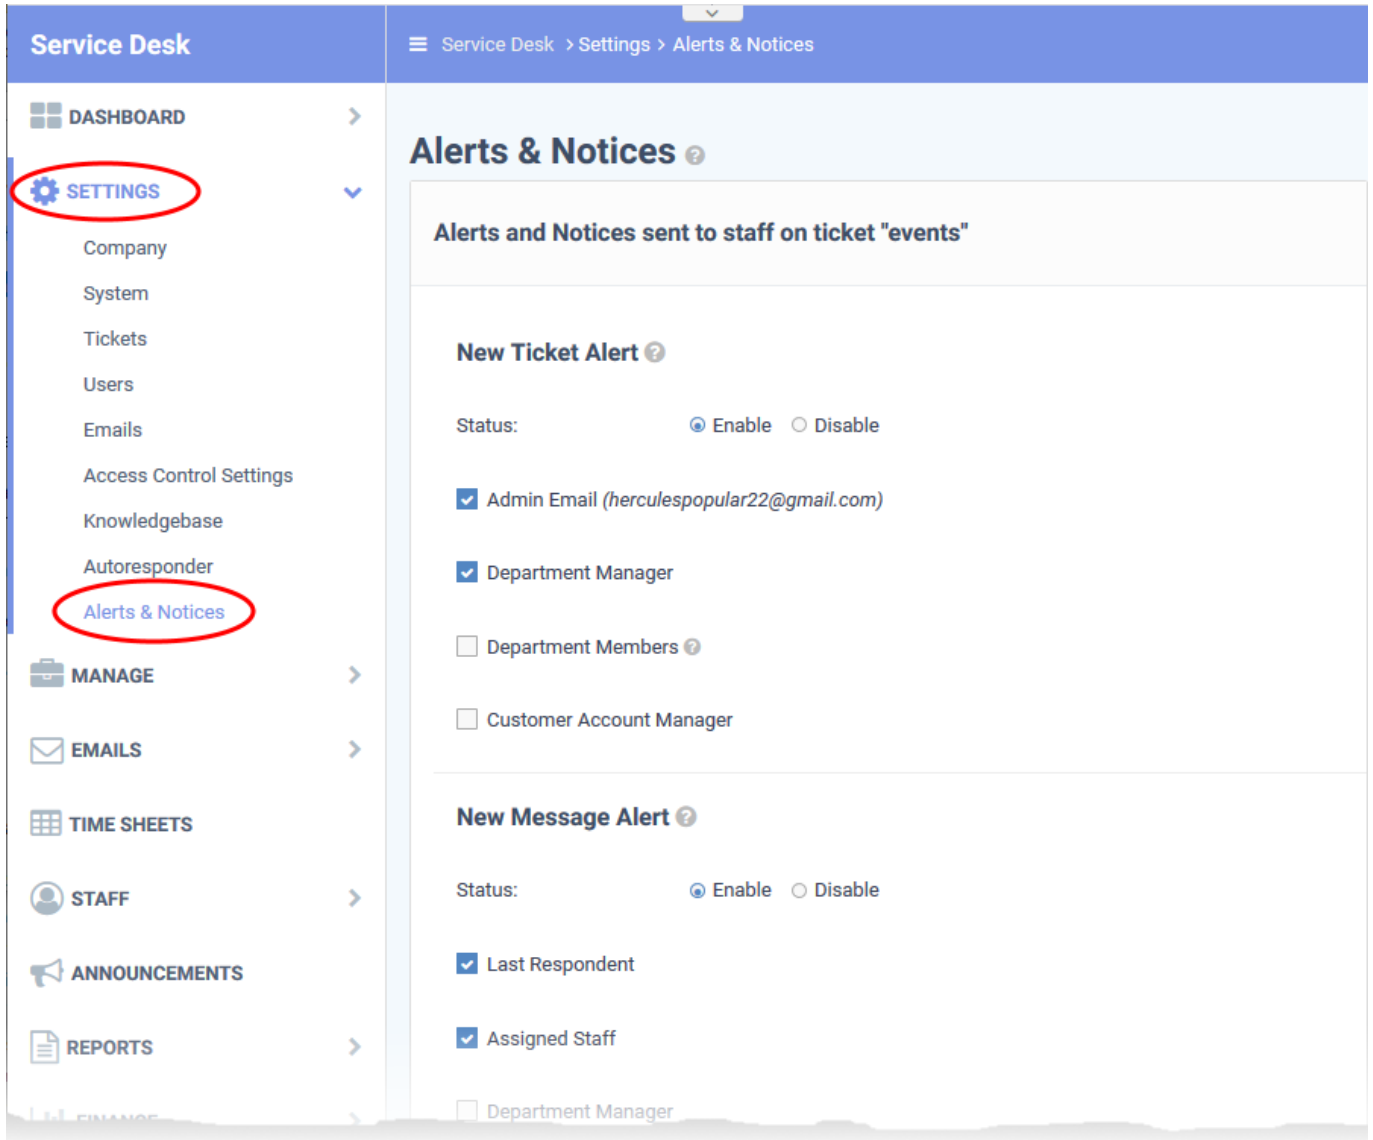 Service Desk
Service Desk > Settings > Alerts & Notices
DASHBOARD
SETTINGS
Company
System
Tickets
Users
Emails
Access Control Settings
Knowledgebase
Autoresponder
Alerts & Notices
MANAGE
EMAILS
TIME SHEETS
STAFF
ANNOUNCEMENTS
REPORTS
FINANCE
Alerts & Notices
Alerts and Notices sent to staff on ticket "events"
New Ticket Alert
Status: Enable Disable
Admin Email (herculespopular22@gmail.com)
Department Manager
Department Members
Customer Account Manager
New Message Alert
Status: Enable Disable
Last Respondent
Assigned Staff
Department Manager